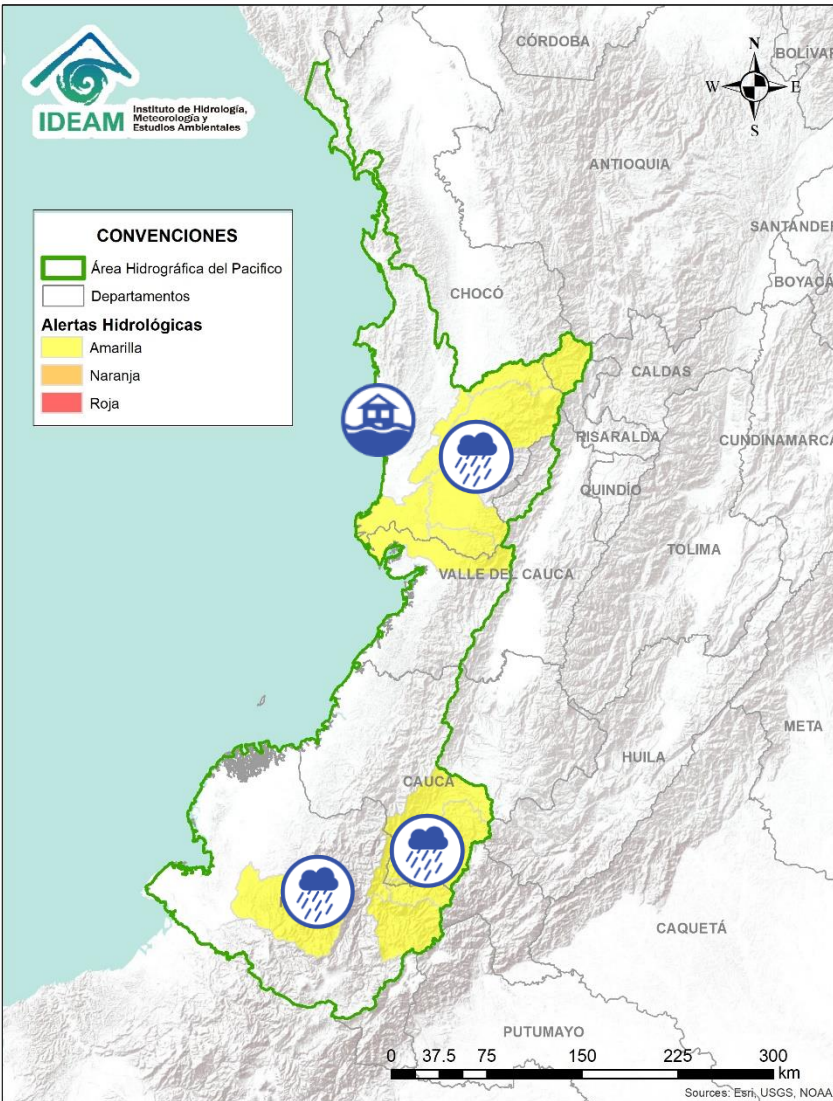 IDEAM
Instituto de Hidrología,
Meteorología y
Estudios Ambientales
N
W
E
S
CONVENCIONES
Área Hidrográfica del Pacifico
Departamentos
Alertas Hidrológicas
Amarilla
Naranja
Roja
CÓRDOBA
BOLÍVAR
ANTIOQUIA
SANTANDER
BOYACÁ
CHOCÓ
CALDAS
RISARALDA
CUNDINAMARCA
QUINDÍO
TOLIMA
VALLE DEL CAUCA
META
HUILA
CAUCA
CAQUETÁ
PUTUMAYO
0 37.5 75 150 225 300
km
Sources: Esri, USGS, NOAA